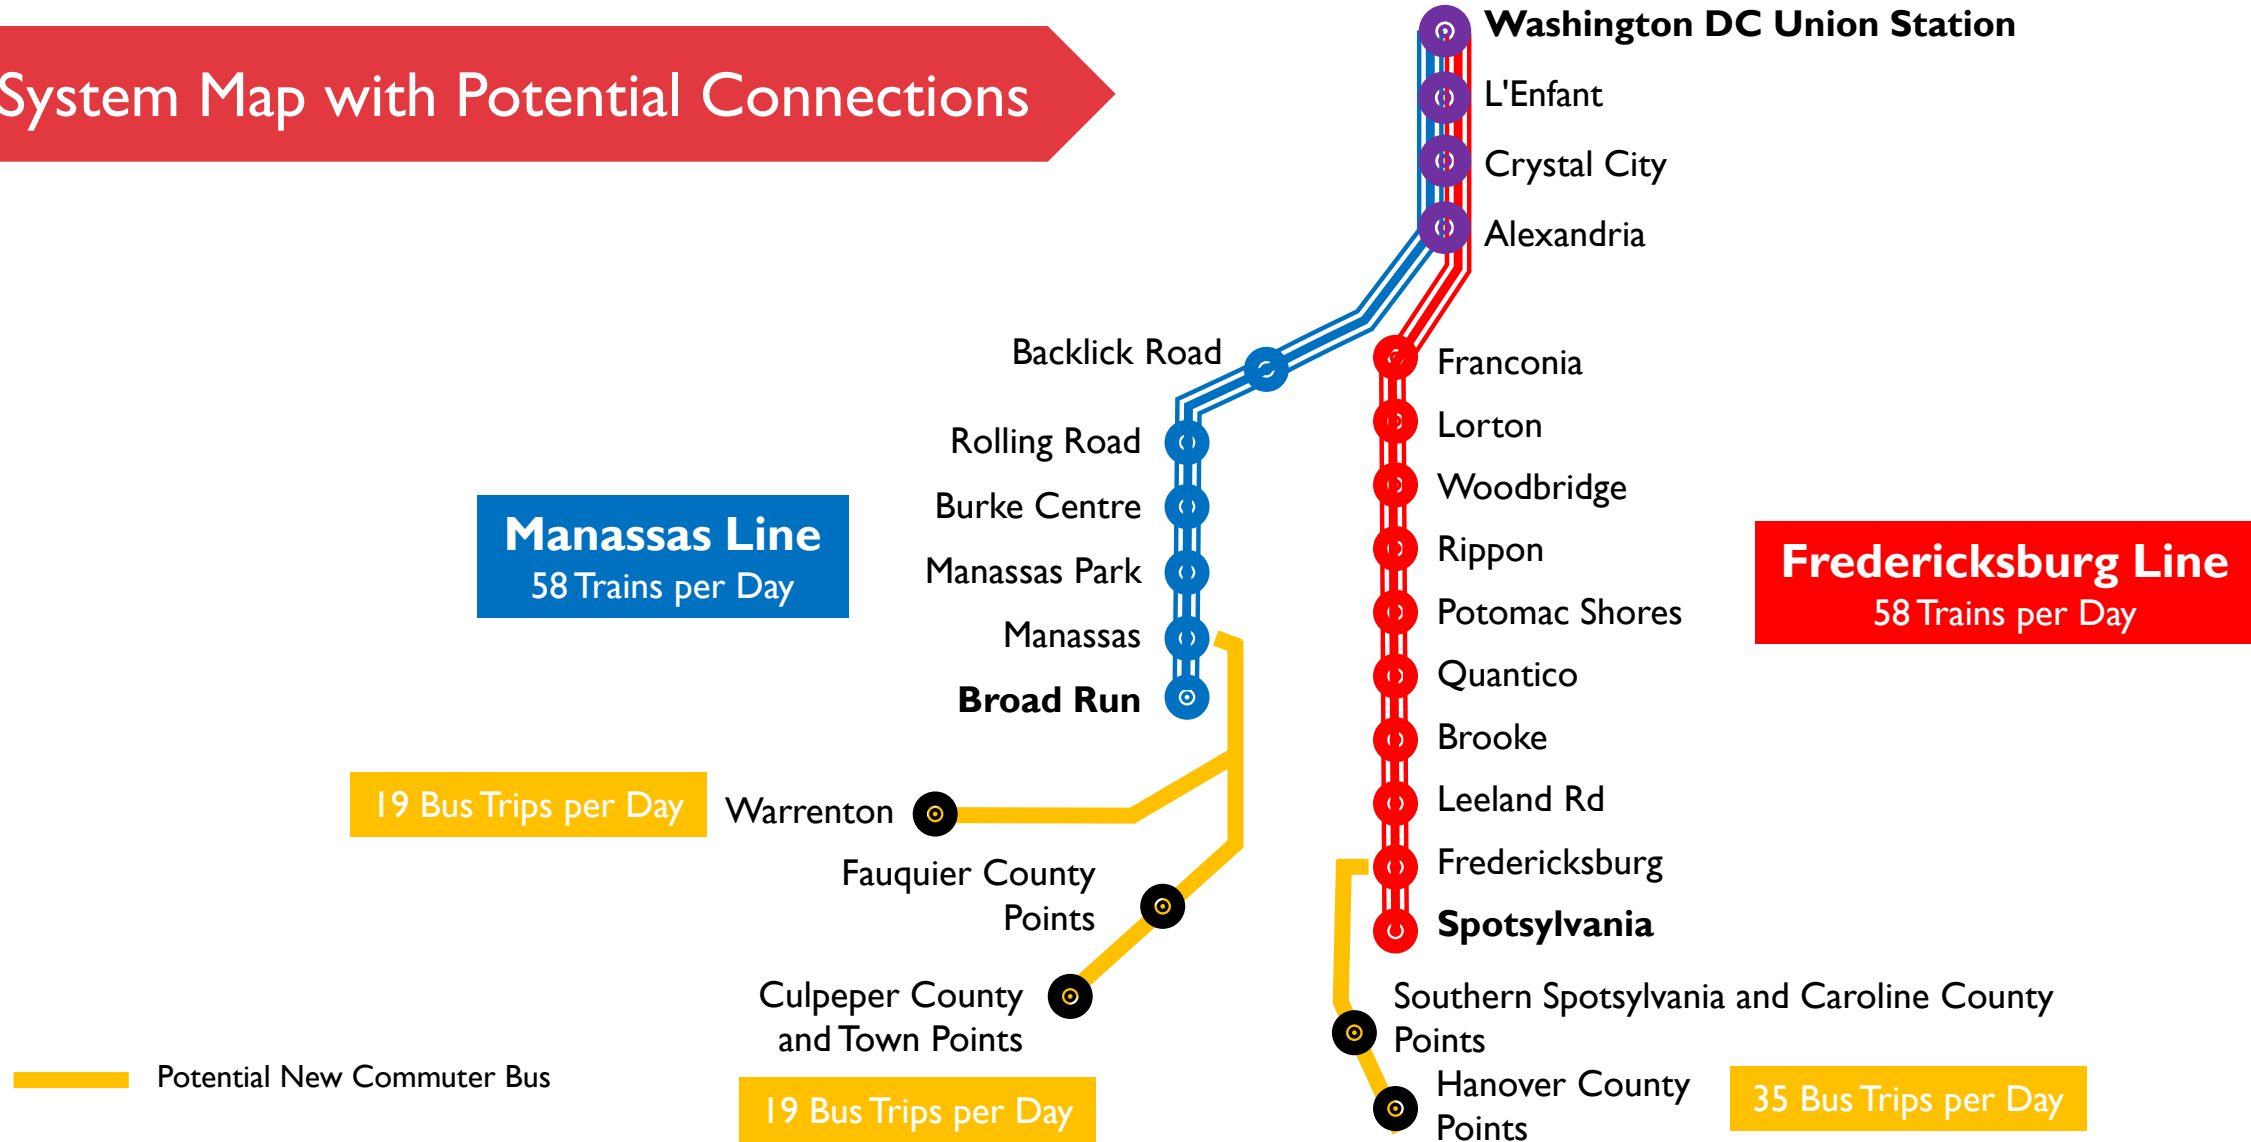 System Map with Potential Connections
Washington DC Union Station
L'Enfant
Crystal City
Alexandria
Backlick Road
Rolling Road
Burke Centre
Manassas Park
Manassas
Broad Run
Manassas Line
58 Trains per Day
Franconia
Lorton
Woodbridge
Rippon
Potomac Shores
Quantico
Brooke
Leeland Rd
Fredericksburg
Spotsylvania
Fredericksburg Line
58 Trains per Day
19 Bus Trips per Day
Warrenton
Fauquier County
Points
Culpeper County
and Town Points
19 Bus Trips per Day
Southern Spotsylvania and Caroline County
Points
Hanover County
Points
35 Bus Trips per Day
Potential New Commuter Bus